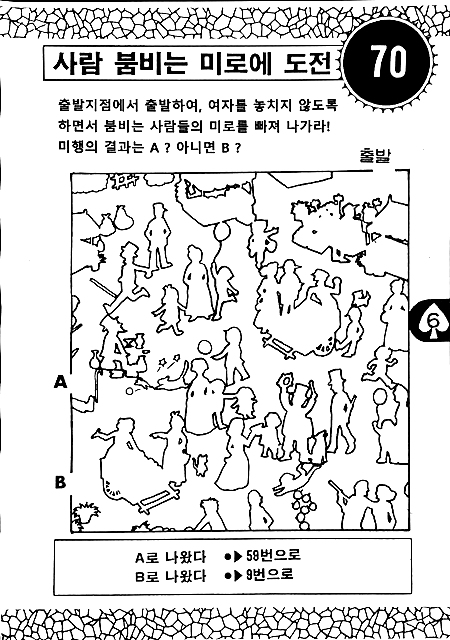 사람 붐비는 미로에 도전
70
출발지점에서 출발하여, 여자를 놓치지 않도록
하면서 붐비는 사람들의 미로를 빠져 나가라!
미행의 결과는 A ? 아니면 B ?
출발
6
A
B
A로 나왔다 ●▶ 58번으로
B로 나왔다 ●▶ 9번으로